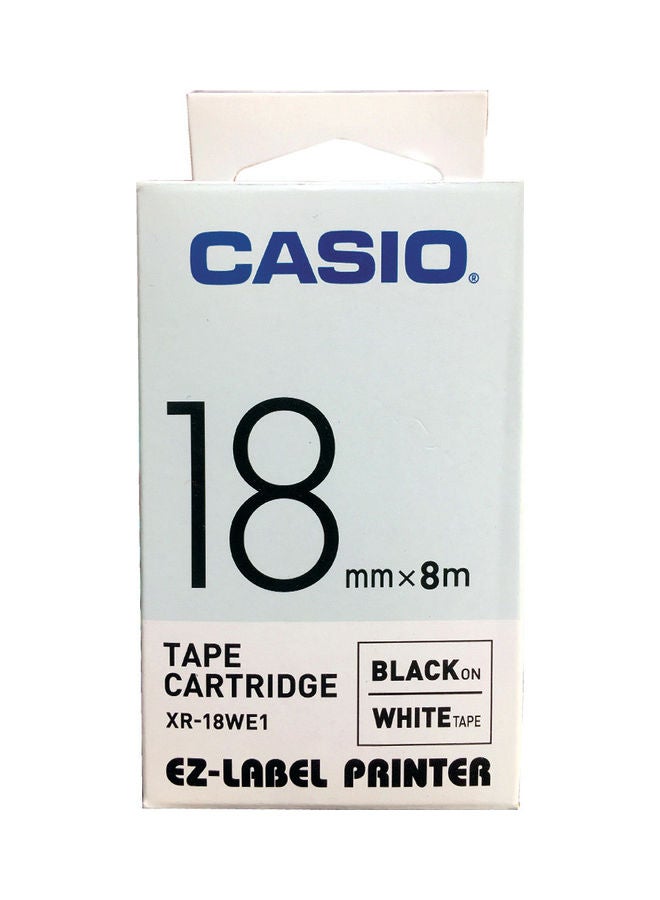 CASIO®
18 mm×8m
TAPE
CARTRIDGE
XR-18WE1
BLACK ON
WHITE TAPE
EZ-LABEL PRINTER